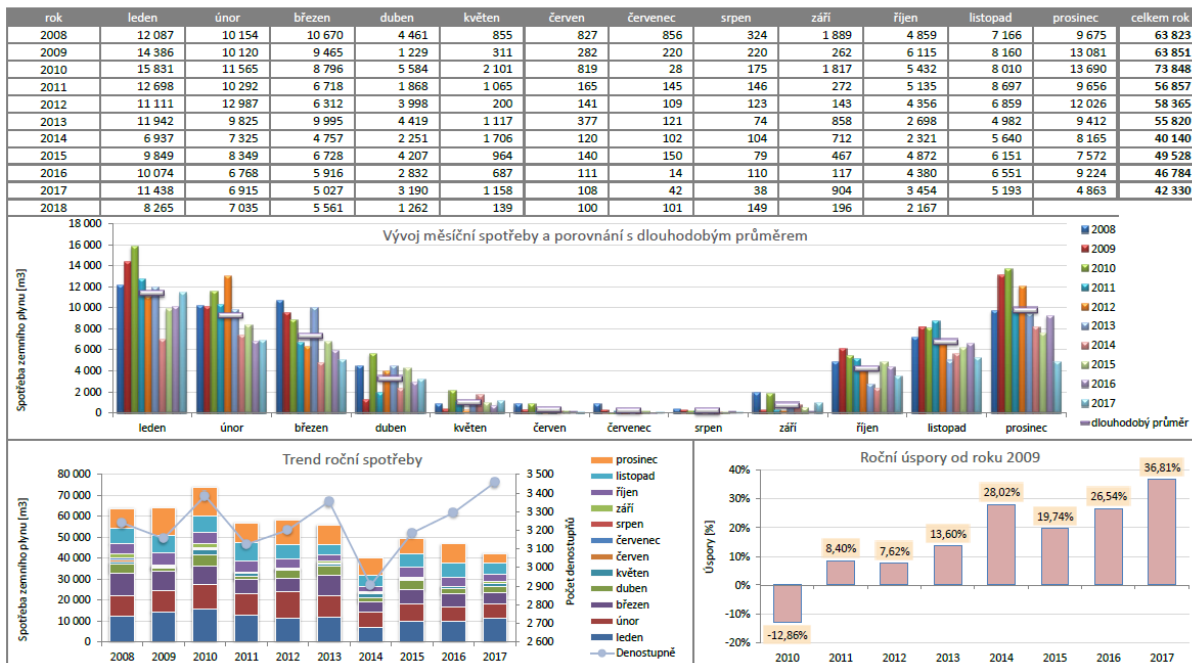 rok leden únor březen duben květen červen červenec srpen září říjen listopad prosinec celkem rok
2008 12 087 10 154 10 670 4 461 855 827 856 324 1 889 4 859 7 166 9 675 63 823
2009 14 386 10 120 9 465 1 229 311 282 220 220 262 6 115 8 160 13 081 63 851
2010 15 831 11 565 8 796 5 584 2 101 819 28 175 1 817 5 432 8 010 13 690 73 848
2011 12 698 10 292 6 718 1 868 1 065 165 145 146 272 5 135 8 697 9 656 56 857
2012 11 111 12 987 6 312 3 998 200 141 109 123 143 4 356 6 859 12 026 58 365
2013 11 942 9 825 9 995 4 419 1 117 377 121 74 858 2 698 4 982 9 412 55 820
2014 6 937 7 325 4 757 2 251 1 706 120 102 104 712 2 321 5 640 8 165 40 140
2015 9 849 8 349 6 728 4 207 964 140 150 79 467 4 872 6 151 7 572 49 528
2016 10 074 6 768 5 916 2 832 687 111 14 110 117 4 380 6 551 9 224 46 784
2017 11 438 6 915 5 027 3 190 1 158 108 42 38 904 3 454 5 193 4 863 42 330
2018 8 265 7 035 5 561 1 262 139 100 101 149 196 2 167
Vývoj měsíční spotřeby a porovnání s dlouhodobým průměrem
Spotřeba zemního plynu [m3]
18 000
16 000
14 000
12 000
10 000
8 000
6 000
4 000
2 000
0
leden únor březen duben květen červen červenec srpen září říjen listopad prosinec
2008
2009
2010
2011
2012
2013
2014
2015
2016
2017
dlouhodobý průměr
Trend roční spotřeby
Spotřeba zemního plynu [m3]
80 000
70 000
60 000
50 000
40 000
30 000
20 000
10 000
0
2008 2009 2010 2011 2012 2013 2014 2015 2016 2017
3 500
3 400
3 300
3 200
3 100
3 000
2 900
2 800
2 700
2 600
Počet denostupňů
prosinec
listopad
říjen
září
srpen
červenec
červen
květen
duben
březen
únor
leden
Denostupně
Roční úspory od roku 2009
Úspory [%]
40%
30%
20%
10%
0%
-10%
-20%
-12,86%
8,40%
7,62%
13,60%
28,02%
19,74%
26,54%
36,81%
2010 2011 2012 2013 2014 2015 2016 2017